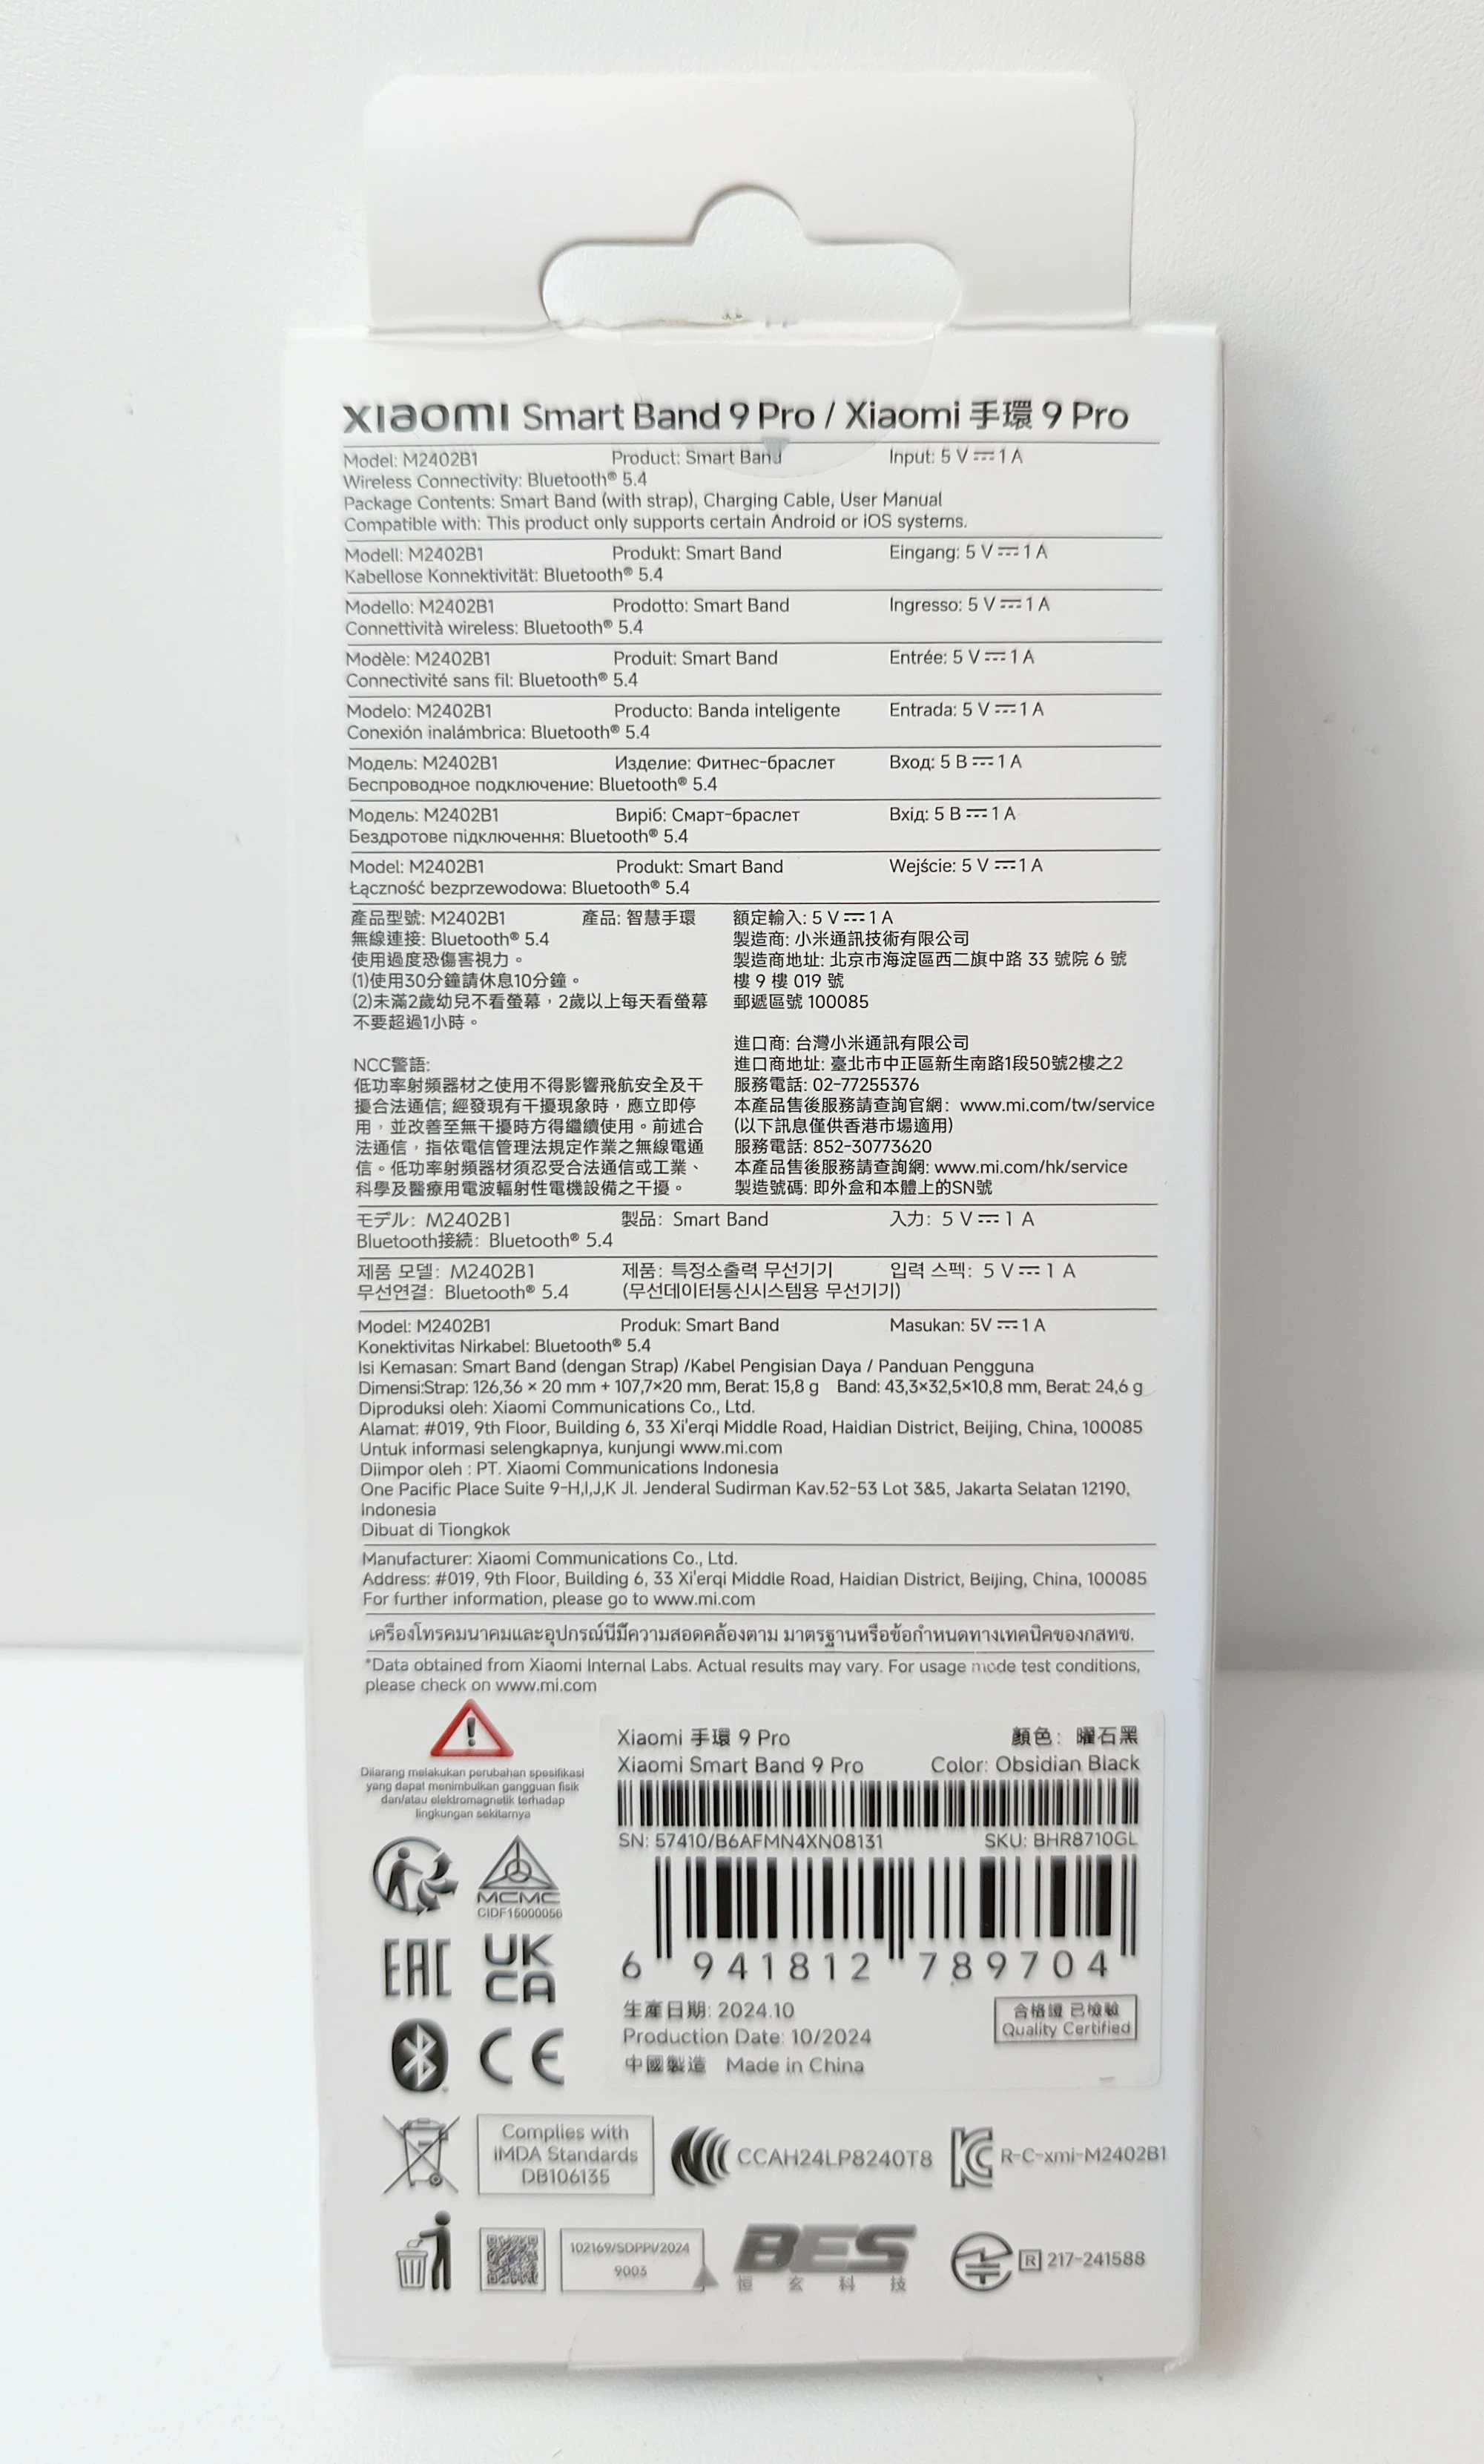 xiaomi Smart Band 9 Pro / Xiaomi 手環 9 Pro
Model: M2402B1 Product: Smart Band Input: 5 V⎓1 A
Wireless Connectivity: Bluetooth® 5.4
Package Contents: Smart Band (with strap), Charging Cable, User Manual
Compatible with: This product only supports certain Android or iOS systems.
Modell: M2402B1 Produkt: Smart Band Eingang: 5 V⎓1 A
Kabellose Konnektivität: Bluetooth® 5.4
Modello: M2402B1 Prodotto: Smart Band Ingresso: 5 V⎓1 A
Connettività wireless: Bluetooth® 5.4
Modèle: M2402B1 Produit: Smart Band Entrée: 5 V⎓1 A
Connectivité sans fil: Bluetooth® 5.4
Modelo: M2402B1 Producto: Banda inteligente Entrada: 5 V⎓1 A
Conexión inalámbrica: Bluetooth® 5.4
Модель: M2402B1 Изделие: Фитнес-браслет Вход: 5 В⎓1 А
Беспроводное подключение: Bluetooth® 5.4
Модель: M2402B1 Виріб: Смарт-браслет Вхід: 5 В⎓1 А
Бездротове підключення: Bluetooth® 5.4
Model: M2402B1 Produkt: Smart Band Wejście: 5 V⎓1 A
Łączność bezprzewodowa: Bluetooth® 5.4
產品型號: M2402B1 產品: 智慧手環
無線連接: Bluetooth® 5.4
使用過度恐傷害視力。
(1)使用30分鐘請休息10分鐘。
(2)未滿2歲幼兒不看螢幕，2歲以上每天看螢幕
不要超過1小時。
NCC警語:
低功率射頻器材之使用不得影響飛航安全及干
擾合法通信; 經發現有干擾現象時，應立即停
用，並改善至無干擾時方得繼續使用。前述合
法通信，指依電信管理法規定作業之無線電通
信。低功率射頻器材須忍受合法通信或工業、
科學及醫療用電波輻射性電機設備之干擾。
額定輸入: 5 V⎓1 A
製造商: 小米通訊技術有限公司
製造商地址: 北京市海淀區西二旗中路 33 號院 6 號
樓 9 樓 019 號
郵遞區號 100085
進口商: 台灣小米通訊有限公司
進口商地址: 臺北市中正區新生南路1段50號2樓之2
服務電話: 02-77255376
本產品售後服務請查詢官網: www.mi.com/tw/service
(以下訊息僅供香港市場適用)
服務電話: 852-30773620
本產品售後服務請查詢網: www.mi.com/hk/service
製造號碼: 即外盒和本體上的SN號
モデル: M2402B1 製品: Smart Band 入力: 5 V⎓1 A
Bluetooth接続: Bluetooth® 5.4
제품 모델: M2402B1 제품: 특정소출력 무선기기 입력 스펙: 5 V⎓1 A
무선연결: Bluetooth® 5.4 (무선데이터통신시스템용 무선기기)
Model: M2402B1 Produk: Smart Band Masukan: 5V⎓1 A
Konektivitas Nirkabel: Bluetooth® 5.4
Isi Kemasan: Smart Band (dengan Strap) /Kabel Pengisian Daya / Panduan Pengguna
Dimensi:Strap: 126,36 × 20 mm + 107,7×20 mm, Berat: 15,8 g Band: 43,3×32,5×10,8 mm, Berat: 24,6 g
Diproduksi oleh: Xiaomi Communications Co., Ltd.
Alamat: #019, 9th Floor, Building 6, 33 Xi'erqi Middle Road, Haidian District, Beijing, China, 100085
Untuk informasi selengkapnya, kunjungi www.mi.com
Diimpor oleh : PT. Xiaomi Communications Indonesia
One Pacific Place Suite 9-H,I,J,K Jl. Jenderal Sudirman Kav.52-53 Lot 3&5, Jakarta Selatan 12190,
Indonesia
Dibuat di Tiongkok
Manufacturer: Xiaomi Communications Co., Ltd.
Address: #019, 9th Floor, Building 6, 33 Xi'erqi Middle Road, Haidian District, Beijing, China, 100085
For further information, please go to www.mi.com
เครื่องโทรคมนาคมและอุปกรณ์นี้มีความสอดคล้องตาม มาตรฐานหรือข้อกำหนดทางเทคนิคของกสทช.
*Data obtained from Xiaomi Internal Labs. Actual results may vary. For usage mode test conditions,
please check on www.mi.com
Dilarang melakukan perubahan spesifikasi
yang dapat menimbulkan gangguan fisik
dan/atau elektromagnetik terhadap
lingkungan sekitarnya
MCMC
CIDF15000056
EAC UK
CA
CE
Xiaomi 手環 9 Pro 顏色: 曜石黑
Xiaomi Smart Band 9 Pro Color: Obsidian Black
SN: 57410/B6AFMN4XN08131 SKU: BHR8710GL
6 941812 789704
生產日期: 2024.10
Production Date: 10/2024
中國製造 Made in China
合格證 已檢驗
Quality Certified
Complies with
IMDA Standards
DB106135
CCAH24LP8240T8
R-C-xmi-M2402B1
102169/SDPPI/2024
9003
BES
恒玄科技
R 217-241588